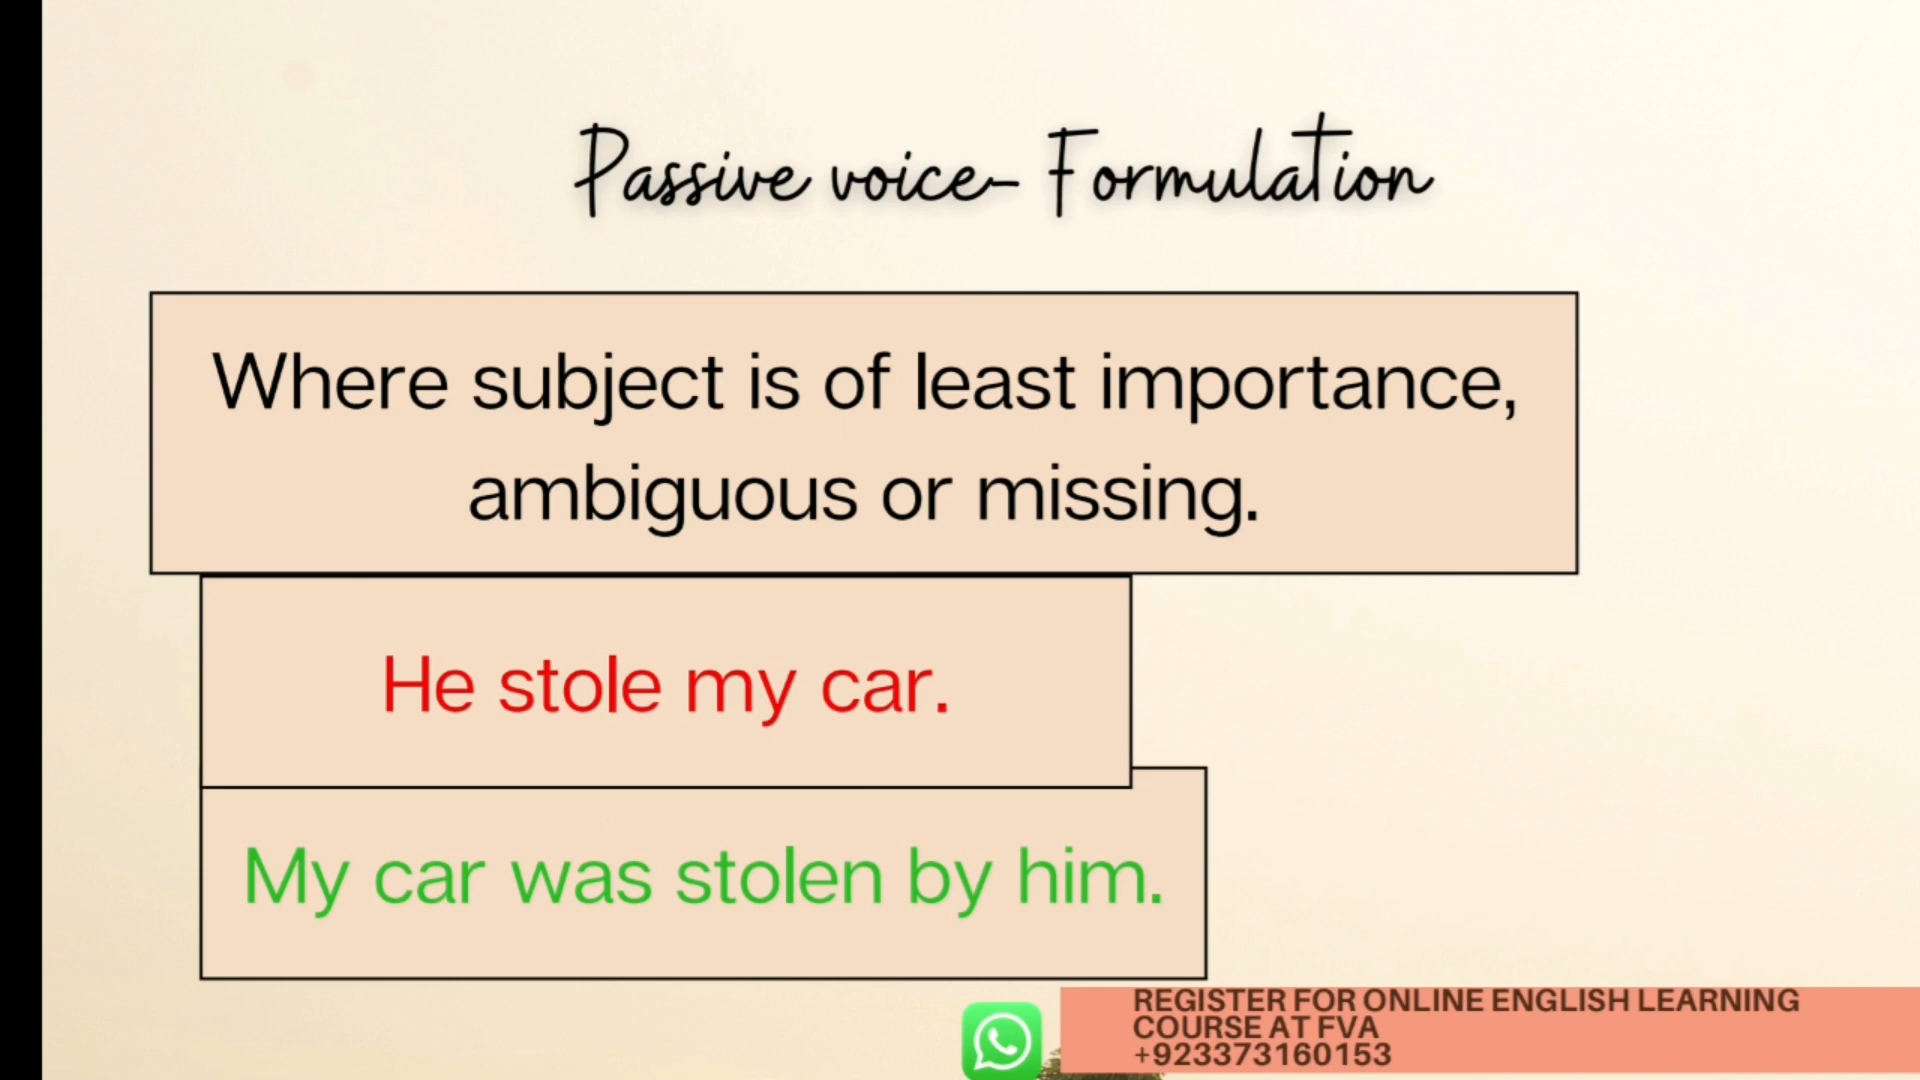 Passive voice- Formulation
Where subject is of least importance,
ambiguous or missing.
He stole my car.
My car was stolen by him.
REGISTER FOR ONLINE ENGLISH LEARNING
COURSE AT FVA
+923373160153